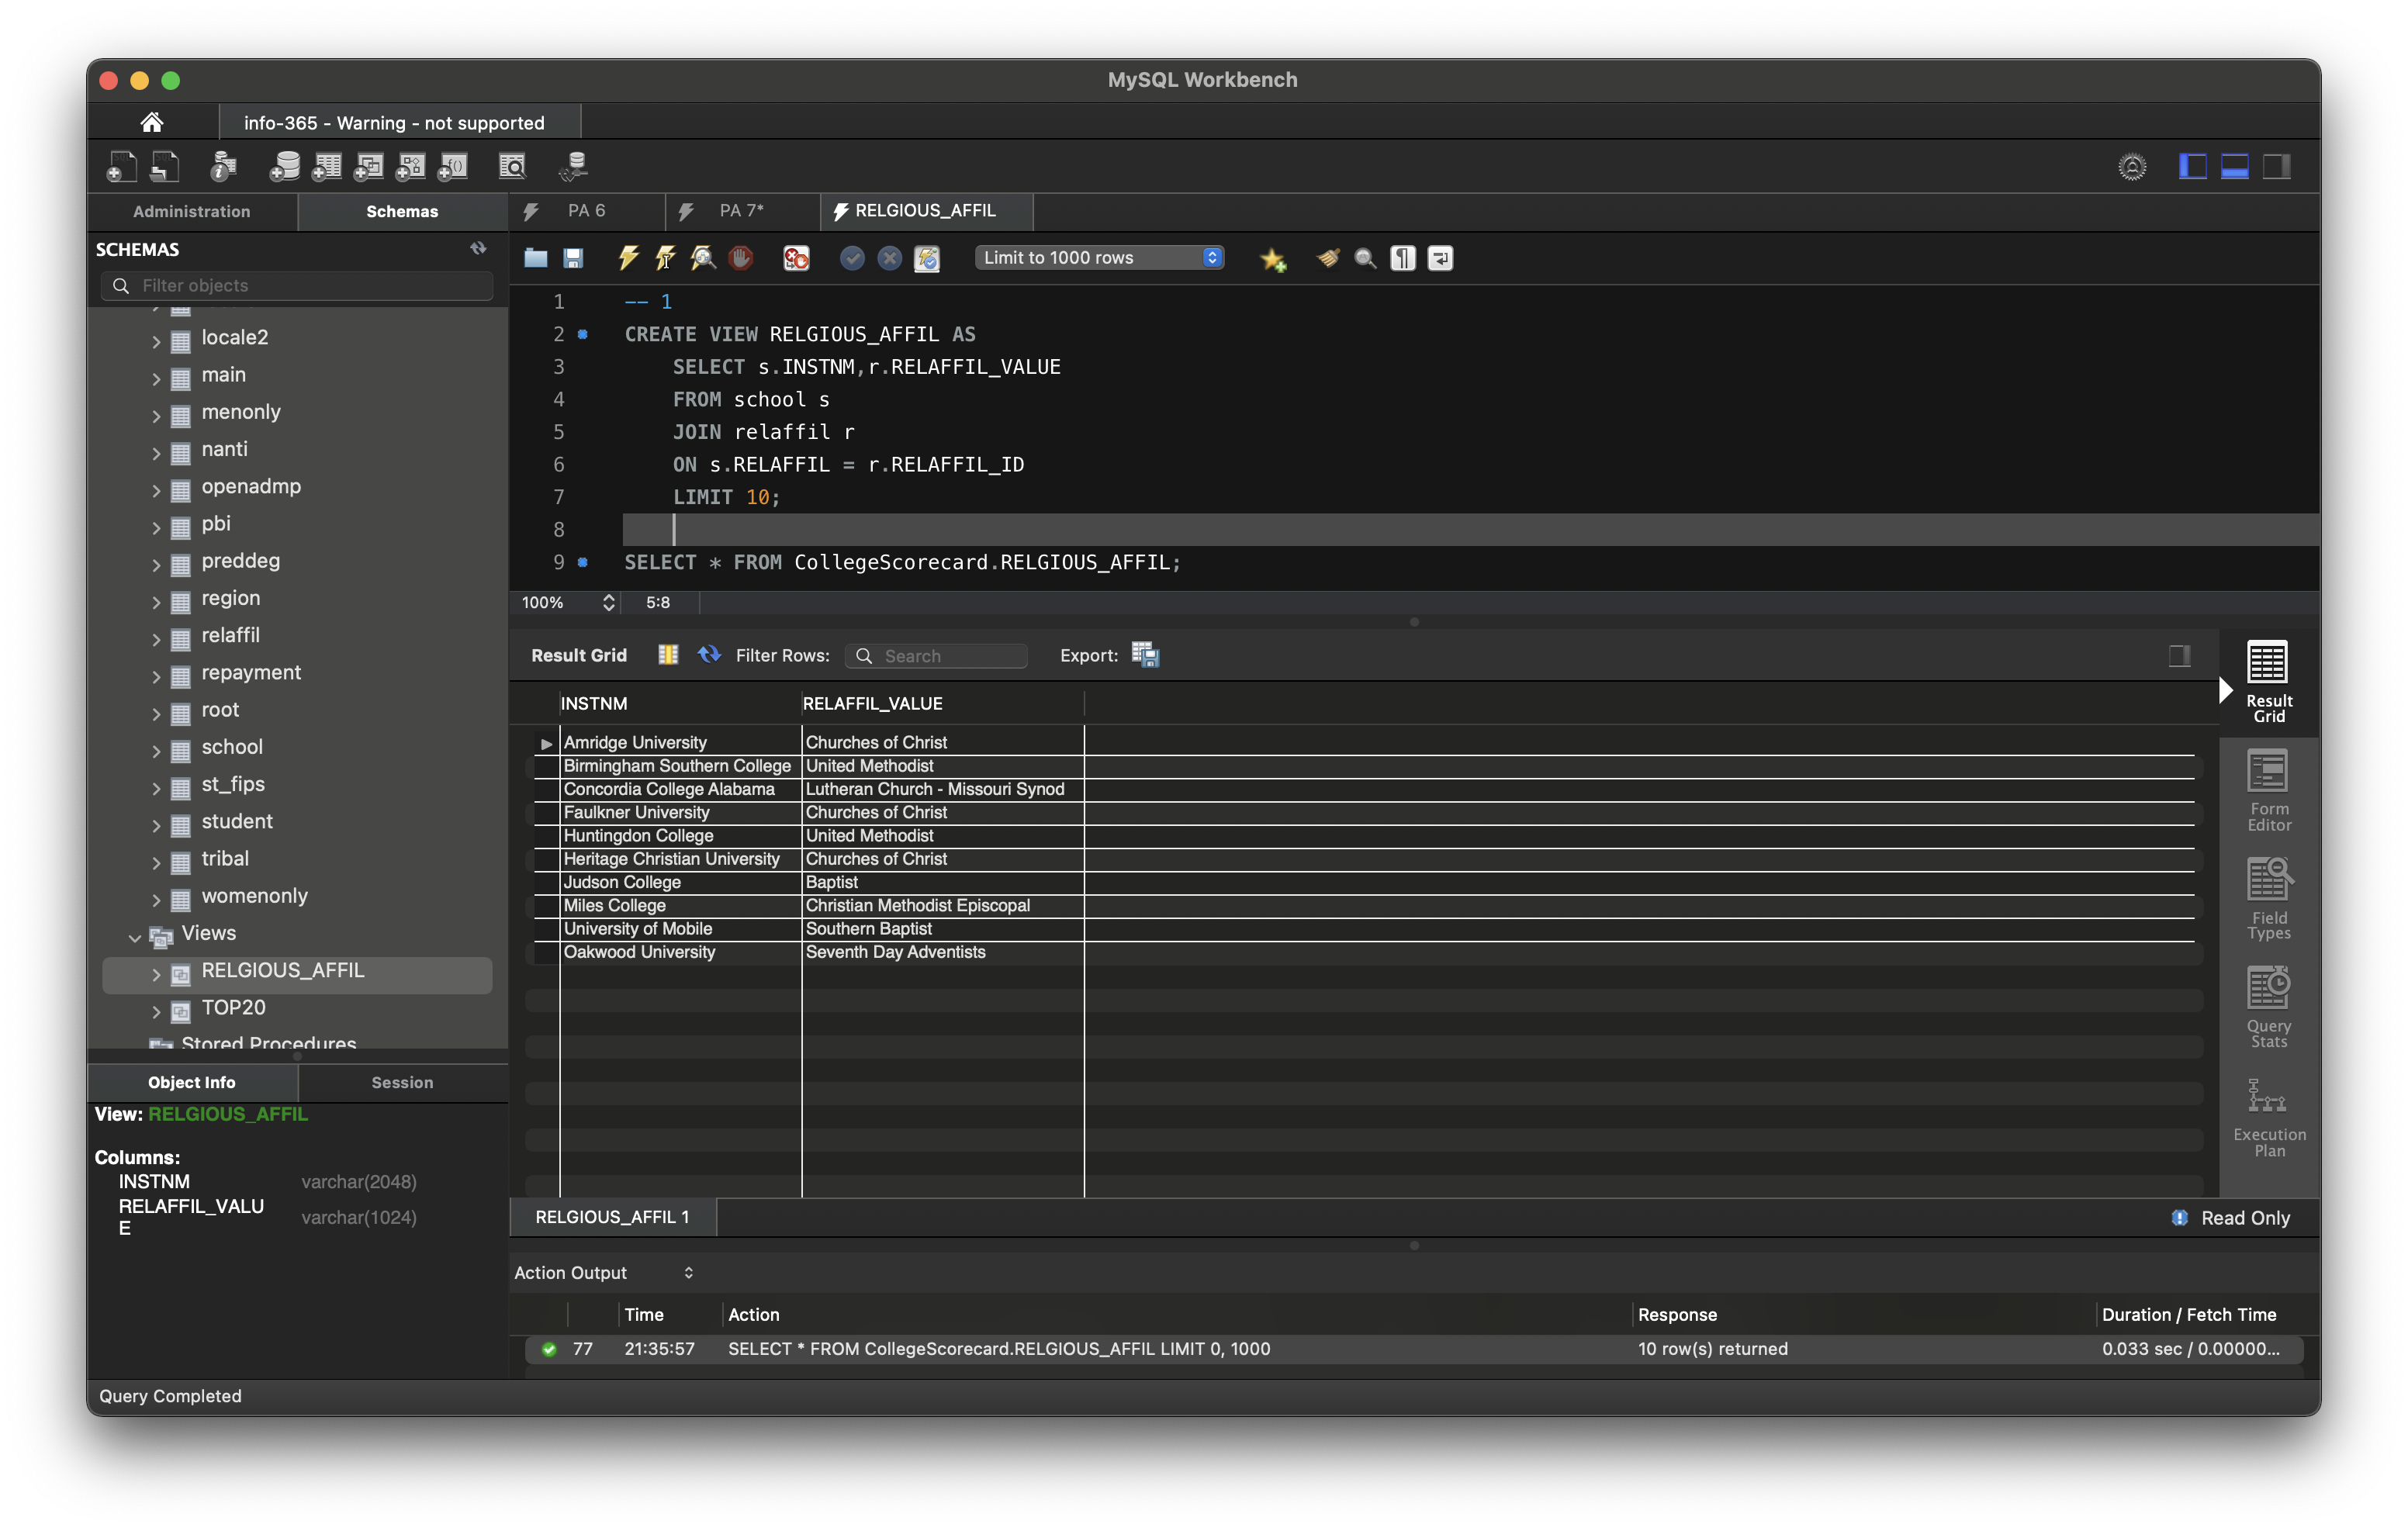 MySQL Workbench
info-365 - Warning - not supported
Administration
Schemas
PA 6
PA 7*
RELGIOUS_AFFIL
SCHEMAS
Filter objects
locale2
main
menonly
nanti
openadmp
pbi
preddeg
region
relaffil
repayment
root
school
st_fips
student
tribal
womenonly
Views
RELGIOUS_AFFIL
TOP20
Stored Procedures
Object Info
Session
View: RELGIOUS_AFFIL
Columns:
INSTNM varchar(2048)
RELAFFIL_VALU
E
varchar(1024)
Limit to 1000 rows
1 -- 1
2 CREATE VIEW RELGIOUS_AFFIL AS
3 SELECT s.INSTNM,r.RELAFFIL_VALUE
4 FROM school s
5 JOIN relaffil r
6 ON s.RELAFFIL = r.RELAFFIL_ID
7 LIMIT 10;
8
9 SELECT * FROM CollegeScorecard.RELGIOUS_AFFIL;
100% 5:8
Result Grid Filter Rows: Search Export:
INSTNM RELAFFIL_VALUE
Amridge University Churches of Christ
Birmingham Southern College United Methodist
Concordia College Alabama Lutheran Church - Missouri Synod
Faulkner University Churches of Christ
Huntingdon College United Methodist
Heritage Christian University Churches of Christ
Judson College Baptist
Miles College Christian Methodist Episcopal
University of Mobile Southern Baptist
Oakwood University Seventh Day Adventists
Result
Grid
Form
Editor
Field
Types
Query
Stats
Execution
Plan
RELGIOUS_AFFIL 1
Read Only
Action Output
Time Action Response Duration / Fetch Time
77 21:35:57 SELECT * FROM CollegeScorecard.RELGIOUS_AFFIL LIMIT 0, 1000 10 row(s) returned 0.033 sec / 0.00000...
Query Completed